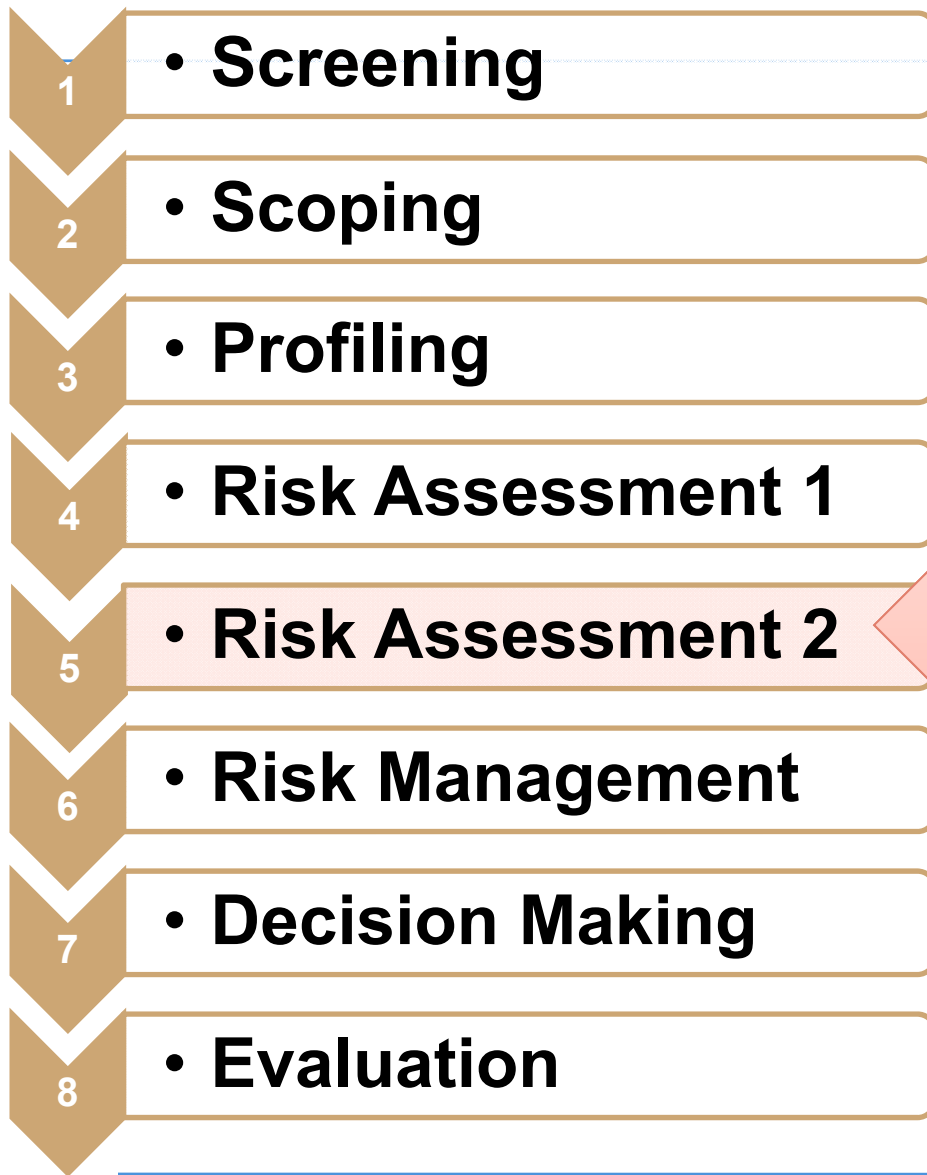 1
• Screening
2
• Scoping
3
• Profiling
4
• Risk Assessment 1
5
• Risk Assessment 2
6
• Risk Management
7
• Decision Making
8
• Evaluation